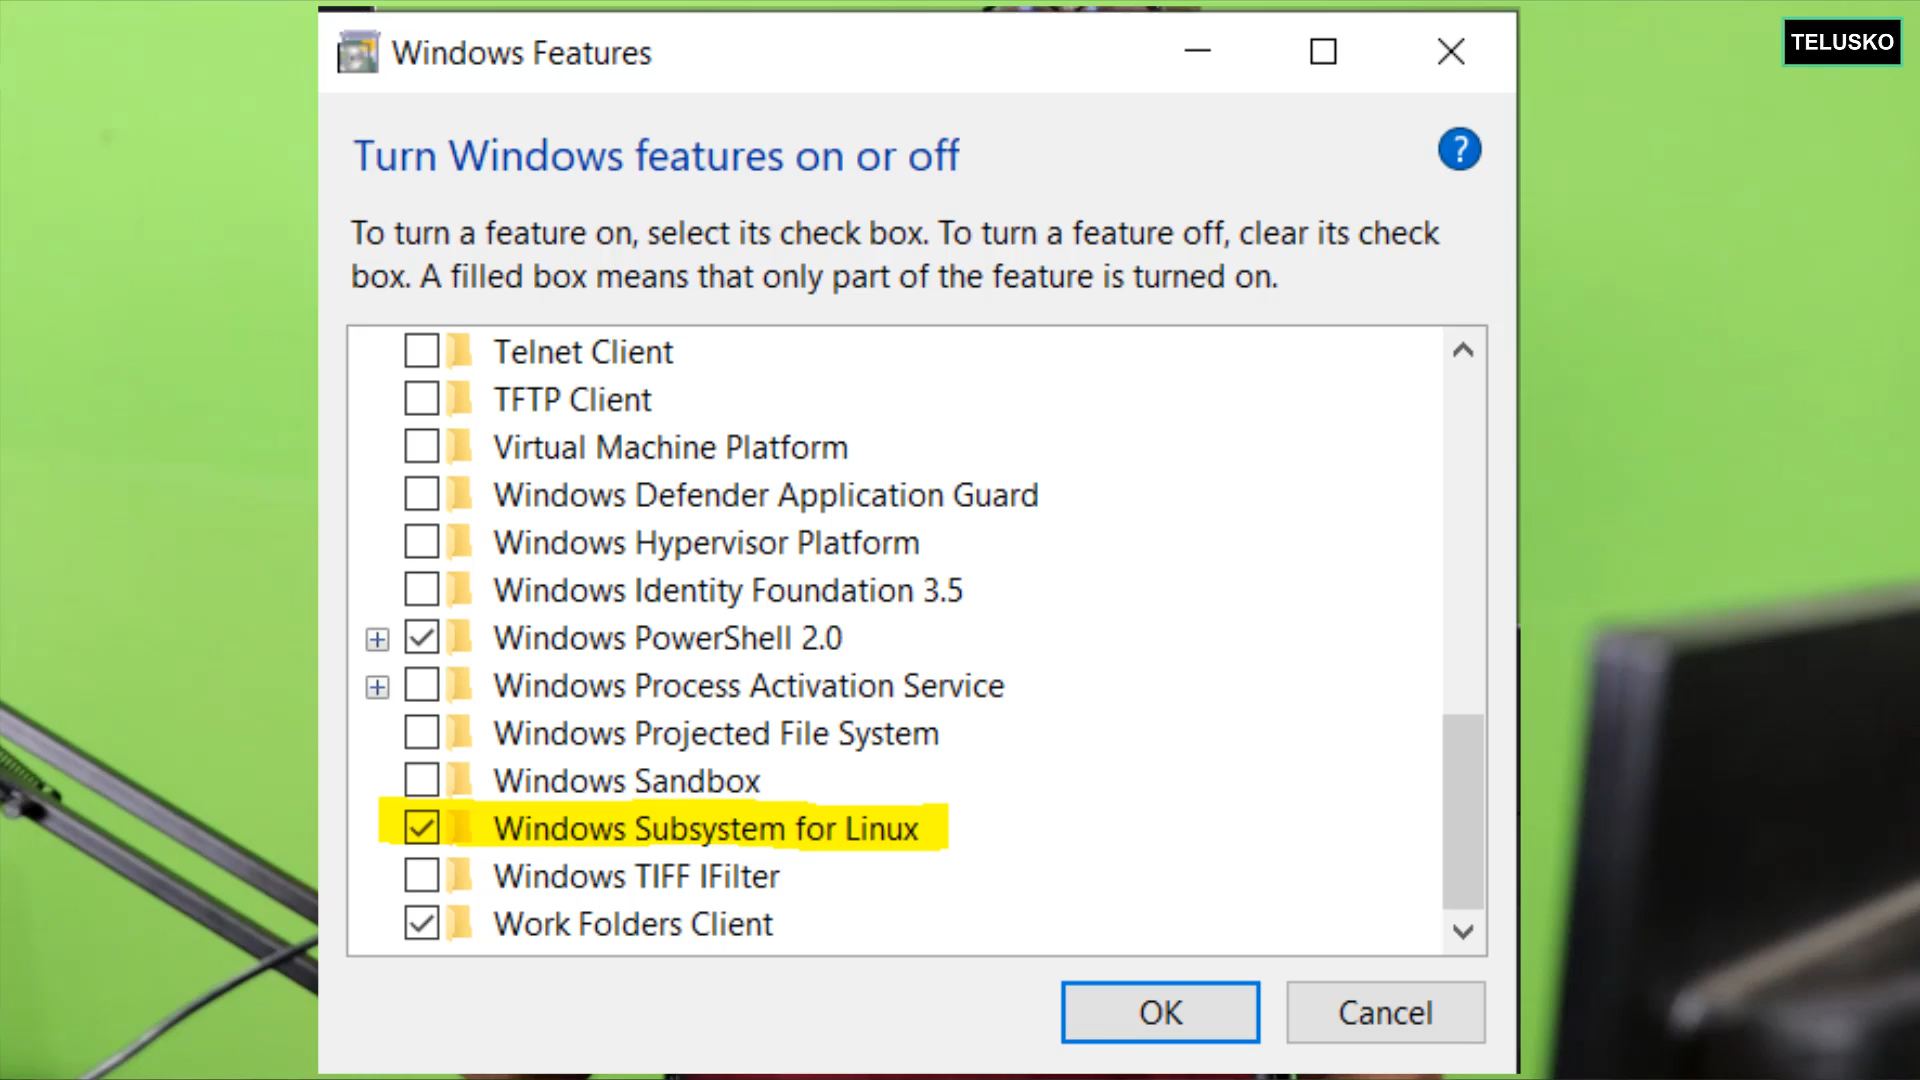 TELUSKO
Windows Features
Turn Windows features on or off
?
To turn a feature on, select its check box. To turn a feature off, clear its check
box. A filled box means that only part of the feature is turned on.
Telnet Client
TFTP Client
Virtual Machine Platform
Windows Defender Application Guard
Windows Hypervisor Platform
Windows Identity Foundation 3.5
Windows PowerShell 2.0
Windows Process Activation Service
Windows Projected File System
Windows Sandbox
Windows Subsystem for Linux
Windows TIFF IFilter
Work Folders Client
OK
Cancel